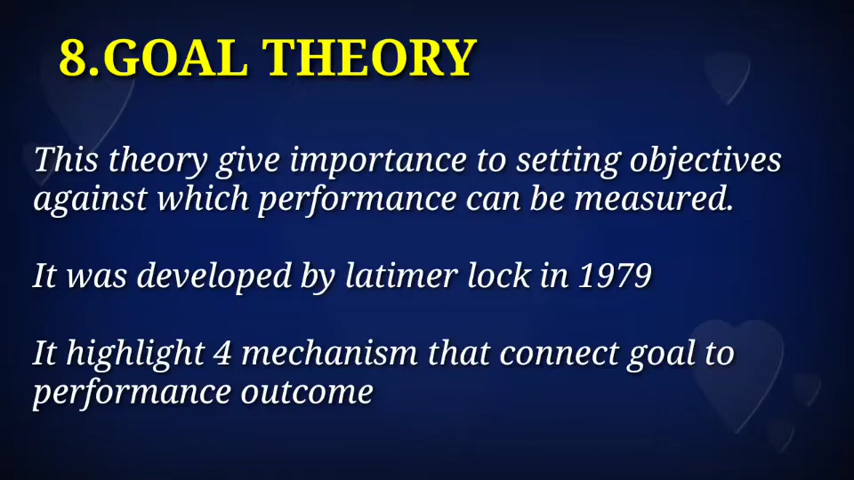 8.GOAL THEORY
This theory give importance to setting objectives
against which performance can be measured.
It was developed by latimer lock in 1979
It highlight 4 mechanism that connect goal to
performance outcome